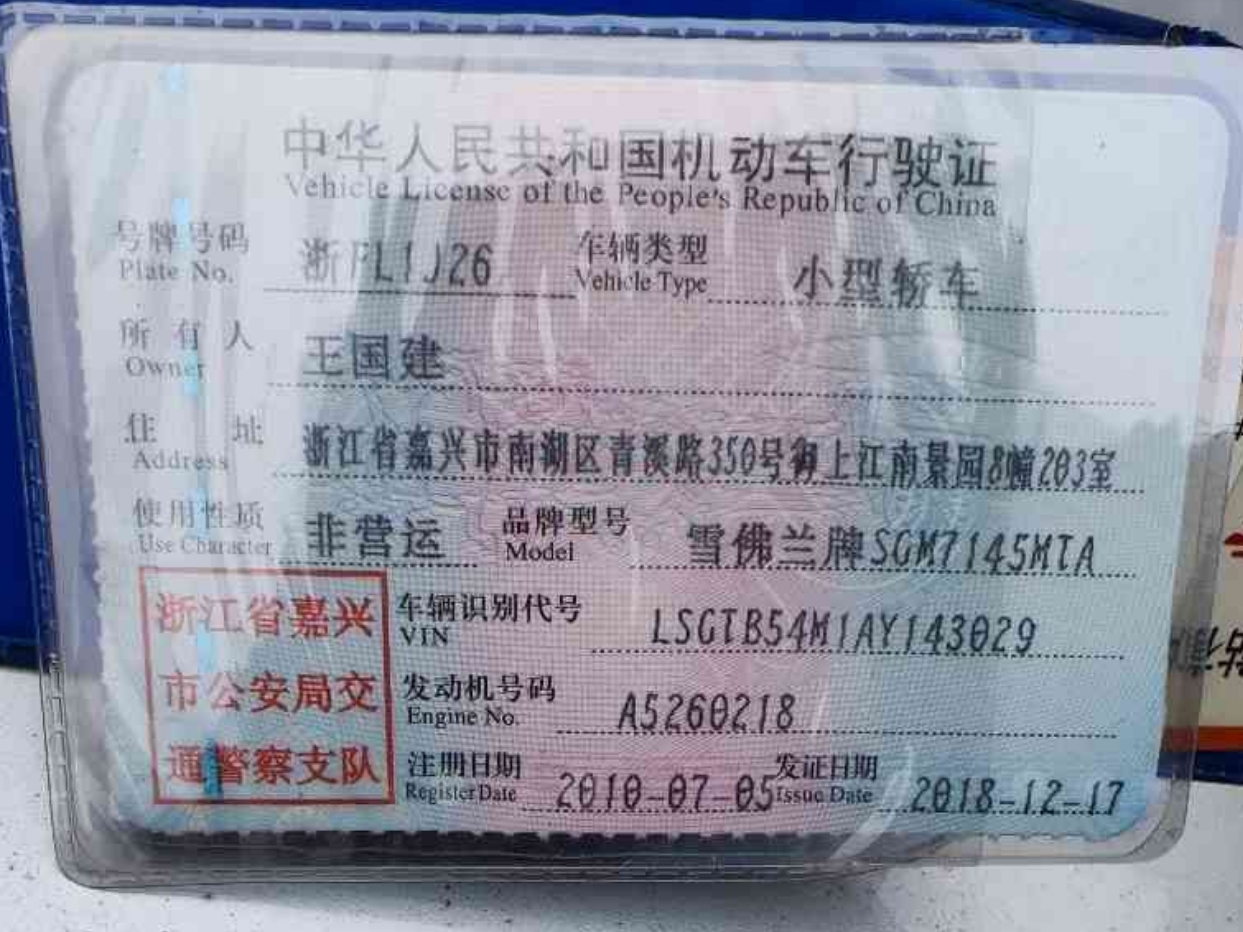 中华人民共和国机动车行驶证
Vehicle License of the People's Republic of China
号牌号码 浙FL1J26 车辆类型 小型轿车
Plate No. Vehicle Type
所有人 王国建
Owner
住址 浙江省嘉兴市南湖区青溪路350号御上江南景园8幢203室
Address
使用性质 非营运 品牌型号 雪佛兰牌SGM7145MTA
Use Character Model
浙江省嘉兴
市公安局交
通警察支队
车辆识别代号 LSGTB54M1AY143029
VIN
发动机号码 A5260218
Engine No.
注册日期 2010-07-05 发证日期 2018-12-17
Register Date Issue Date